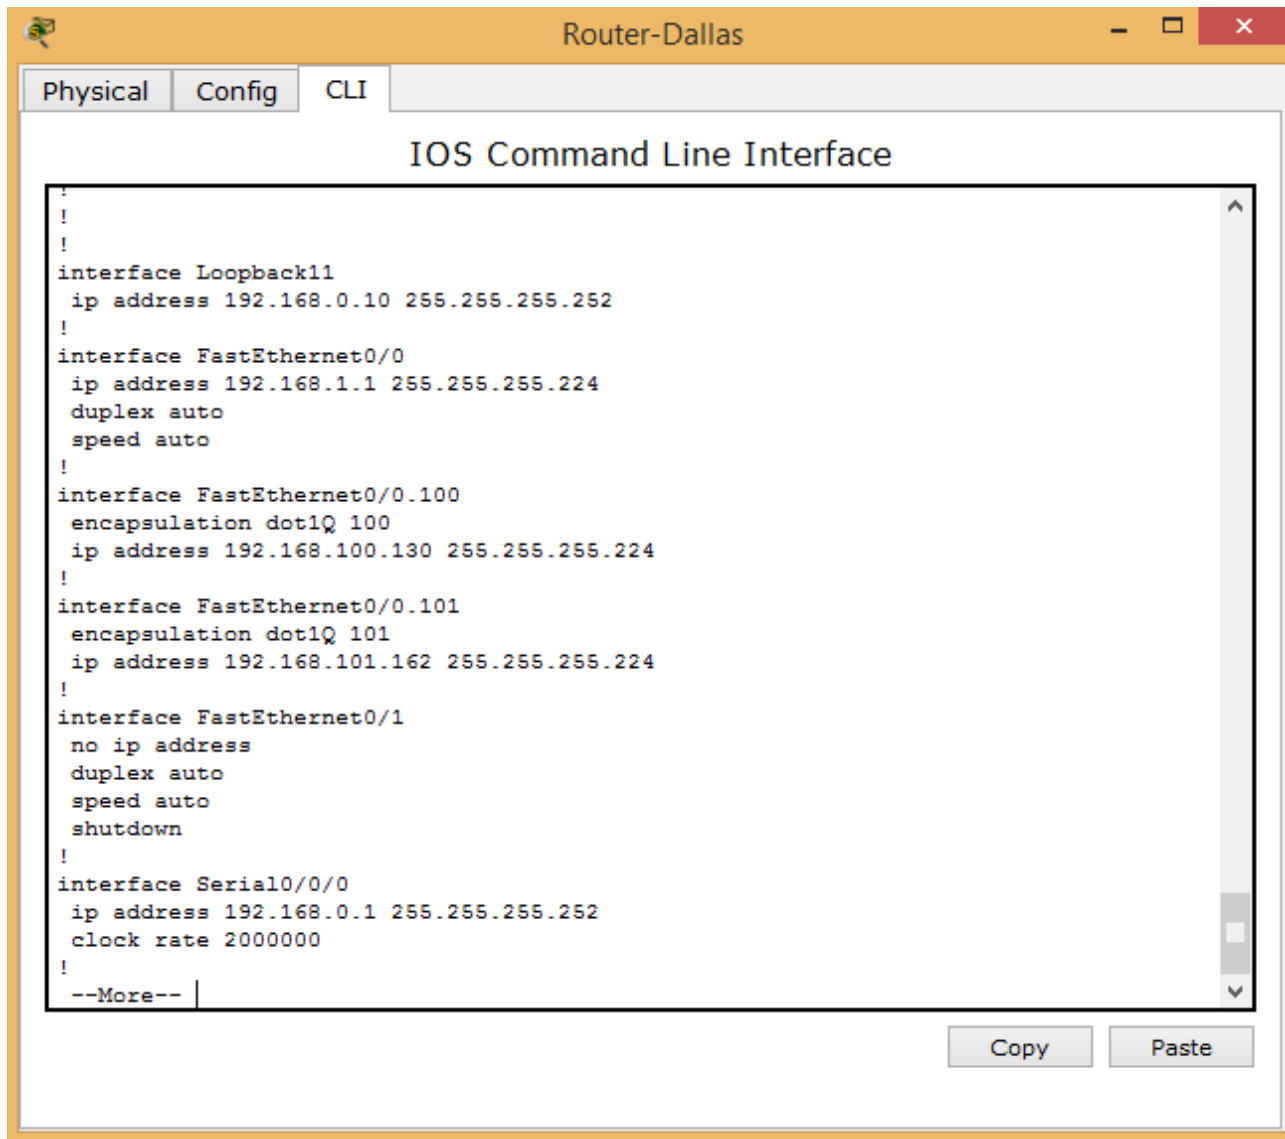 Router-Dallas
Physical Config CLI
IOS Command Line Interface
!
!
!
interface Loopback11
 ip address 192.168.0.10 255.255.255.252
!
interface FastEthernet0/0
 ip address 192.168.1.1 255.255.255.224
 duplex auto
 speed auto
!
interface FastEthernet0/0.100
 encapsulation dot1Q 100
 ip address 192.168.100.130 255.255.255.224
!
interface FastEthernet0/0.101
 encapsulation dot1Q 101
 ip address 192.168.101.162 255.255.255.224
!
interface FastEthernet0/1
 no ip address
 duplex auto
 speed auto
 shutdown
!
interface Serial0/0/0
 ip address 192.168.0.1 255.255.255.252
 clock rate 2000000
!
 --More--
Copy Paste